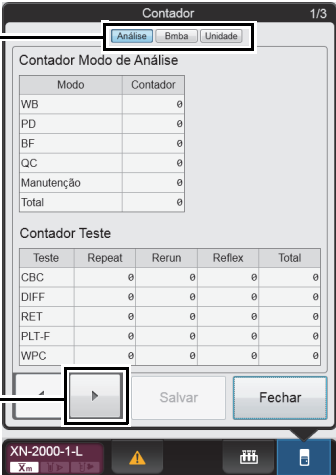 Contador 1/3
Análise Bmba Unidade
Contador Modo de Análise
Modo Contador
WB 0
PD 0
BF 0
QC 0
Manutenção 0
Total 0
Contador Teste
Teste Repeat Rerun Reflex Total
CBC 0 0 0 0
DIFF 0 0 0 0
RET 0 0 0 0
PLT-F 0 0 0 0
WPC 0 0 0 0
Salvar Fechar
XN-2000-1-L
Xm